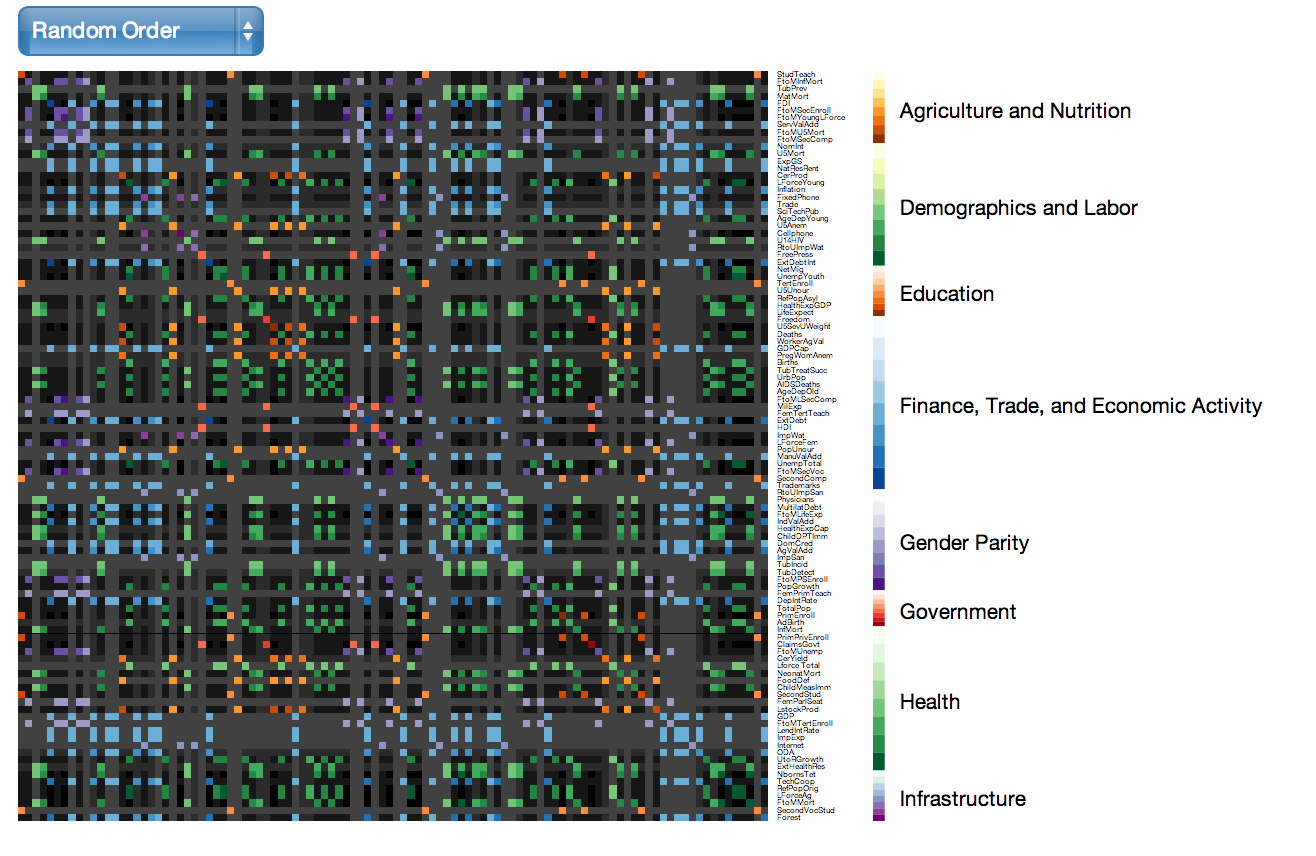 Random Order
StudTeach
FtoMInfMort
TubPrev
MatMort
FDI
FtoMSecEnroll
FtoMYoungLForce
ServValAdd
FtoMU5Mort
FtoMSecComp
NomInt
U5Mort
ExpGS
NatResRent
CerProd
LForceYoung
Inflation
FixedPhone
Trade
SciTechPub
AgeDepYoung
U5Anem
Cellphone
U14HIV
RtoUImpWat
FreePress
ExtDebtInt
NetMig
UnempYouth
TertEnroll
U5Unour
RefPopAsyl
HealthExpGDP
LifeExpect
Freedom
U5SevUWeight
Deaths
WorkerAgVal
GDPCap
PregWomAnem
Births
TubTreatSucc
UrbPop
AIDSDeaths
AgeDepOld
FtoMLSecComp
MilExp
FemTertTeach
ExtDebt
HDI
ImpWat
LForceFem
PopUnour
ManuValAdd
UnempTotal
FtoMSecVoc
SecondComp
Trademarks
RtoUImpSan
Physicians
MultilatDebt
FtoMLifeExp
IndValAdd
HealthExpCap
ChildDPTImm
DomCred
AgValAdd
ImpSan
TubIncid
TubDetect
FtoMPSEnroll
PopGrowth
FemPrimTeach
DepIntRate
TotalPop
PrimEnroll
AdBirth
InfMort
PrimPrivEnroll
ClaimsGovt
FtoMUnemp
CerYield
Lforce Total
NeonatMort
FoodDef
ChildMeasImm
SecondStud
FemParlSeat
LstockProd
GDP
FtoMTertEnroll
LendIntRate
ImpExp
Internet
ODA
UtoRGrowth
ExtHealthRes
NbornsTet
TechCoop
RefPopOrig
LForceAg
FtoMMort
SecondVocStud
Forest
Agriculture and Nutrition
Demographics and Labor
Education
Finance, Trade, and Economic Activity
Gender Parity
Government
Health
Infrastructure